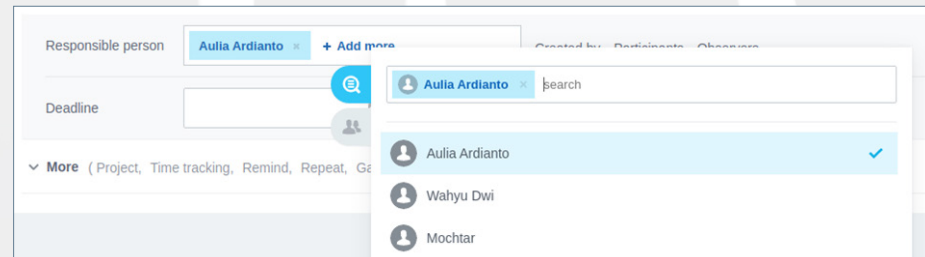 Responsible person
Aulia Ardianto × + Add more
Created by Participants Observers
Aulia Ardianto × search
Deadline
More ( Project, Time tracking, Remind, Repeat, Ga
Aulia Ardianto
Wahyu Dwi
Mochtar